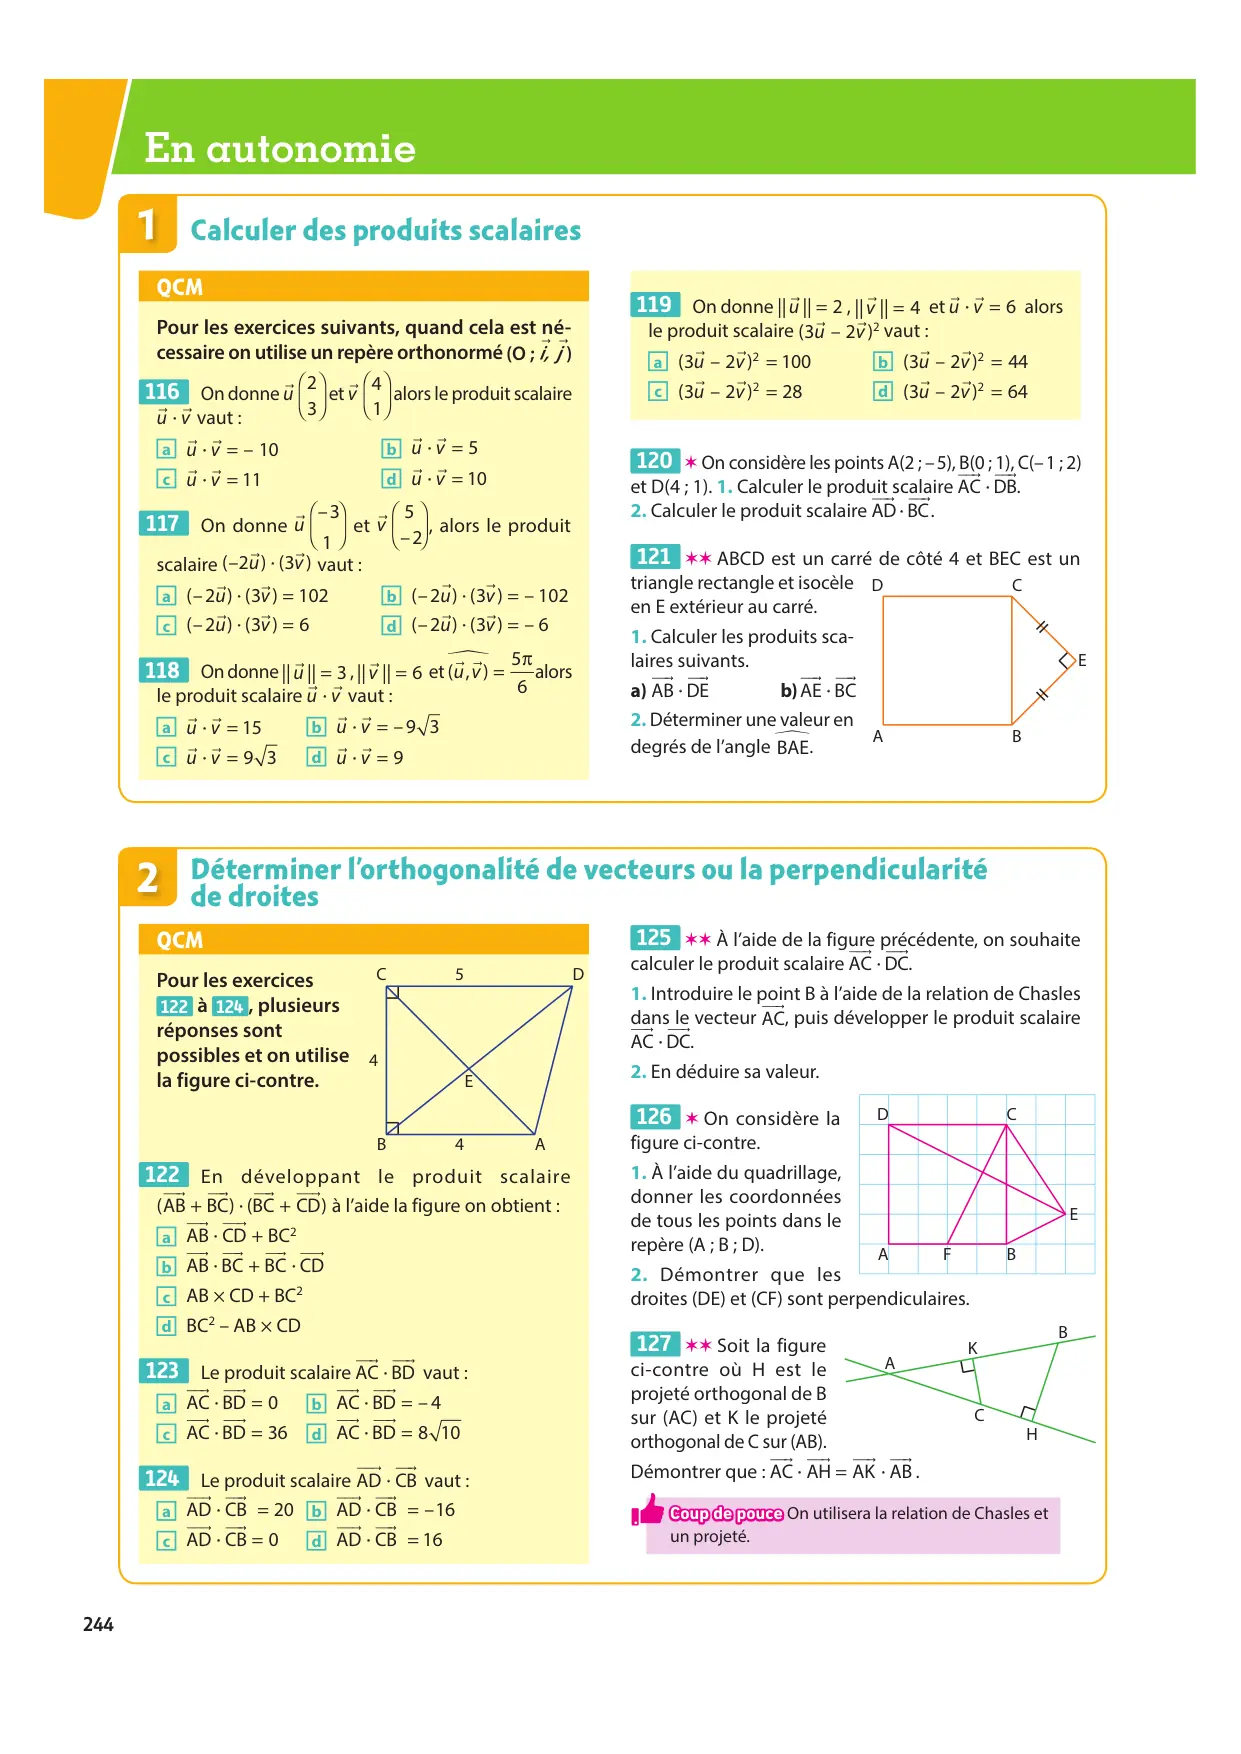 En autonomie
1 Calculer des produits scalaires
QCM
Pour les exercices suivants, quand cela est né-
cessaire on utilise un repère orthonormé (O ; i⃗, j⃗)
116 On donne u⃗ (2 3) et v⃗ (4 1) alors le produit scalaire
u⃗ · v⃗ vaut :
a u⃗ · v⃗ = – 10 b u⃗ · v⃗ = 5
c u⃗ · v⃗ = 11 d u⃗ · v⃗ = 10
117 On donne u⃗ (–3 1) et v⃗ (5 –2), alors le produit
scalaire (–2u⃗) · (3v⃗) vaut :
a (–2u⃗) · (3v⃗) = 102 b (–2u⃗) · (3v⃗) = – 102
c (–2u⃗) · (3v⃗) = 6 d (–2u⃗) · (3v⃗) = – 6
118 On donne ||u⃗|| = 3 , ||v⃗|| = 6 et (u⃗,v⃗) = 5π/6 alors
le produit scalaire u⃗ · v⃗ vaut :
a u⃗ · v⃗ = 15 b u⃗ · v⃗ = –9√3
c u⃗ · v⃗ = 9√3 d u⃗ · v⃗ = 9
119 On donne ||u⃗|| = 2 , ||v⃗|| = 4 et u⃗ · v⃗ = 6 alors
le produit scalaire (3u⃗ – 2v⃗)² vaut :
a (3u⃗ – 2v⃗)² = 100 b (3u⃗ – 2v⃗)² = 44
c (3u⃗ – 2v⃗)² = 28 d (3u⃗ – 2v⃗)² = 64
120 ✶ On considère les points A(2 ; –5), B(0 ; 1), C(–1 ; 2)
et D(4 ; 1). 1. Calculer le produit scalaire AC⃗ · DB⃗.
2. Calculer le produit scalaire AD⃗ · BC⃗.
121 ✶✶ ABCD est un carré de côté 4 et BEC est un
triangle rectangle et isocèle
en E extérieur au carré.
1. Calculer les produits sca-
laires suivants.
a) AB⃗ · DE⃗ b) AE⃗ · BC⃗
2. Déterminer une valeur en
degrés de l'angle BAE.
D C
E
A B
2 Déterminer l'orthogonalité de vecteurs ou la perpendicularité
de droites
QCM
Pour les exercices
122 à 124, plusieurs
réponses sont
possibles et on utilise
la figure ci-contre.
C 5 D
4
E
B 4 A
122 En développant le produit scalaire
(AB⃗ + BC⃗) · (BC⃗ + CD⃗) à l'aide la figure on obtient :
a AB⃗ · CD⃗ + BC²
b AB⃗ · BC⃗ + BC⃗ · CD⃗
c AB × CD + BC²
d BC² – AB × CD
123 Le produit scalaire AC⃗ · BD⃗ vaut :
a AC⃗ · BD⃗ = 0 b AC⃗ · BD⃗ = – 4
c AC⃗ · BD⃗ = 36 d AC⃗ · BD⃗ = 8√10
124 Le produit scalaire AD⃗ · CB⃗ vaut :
a AD⃗ · CB⃗ = 20 b AD⃗ · CB⃗ = –16
c AD⃗ · CB⃗ = 0 d AD⃗ · CB⃗ = 16
125 ✶✶ À l'aide de la figure précédente, on souhaite
calculer le produit scalaire AC⃗ · DC⃗.
1. Introduire le point B à l'aide de la relation de Chasles
dans le vecteur AC⃗, puis développer le produit scalaire
AC⃗ · DC⃗.
2. En déduire sa valeur.
126 ✶ On considère la
figure ci-contre.
1. À l'aide du quadrillage,
donner les coordonnées
de tous les points dans le
repère (A ; B ; D).
2. Démontrer que les
droites (DE) et (CF) sont perpendiculaires.
D C
E
A F B
127 ✶✶ Soit la figure
ci-contre où H est le
projeté orthogonal de B
sur (AC) et K le projeté
orthogonal de C sur (AB).
Démontrer que : AC⃗ · AH⃗ = AK⃗ · AB⃗ .
B
K
A
C
H
Coup de pouce On utilisera la relation de Chasles et
un projeté.
244